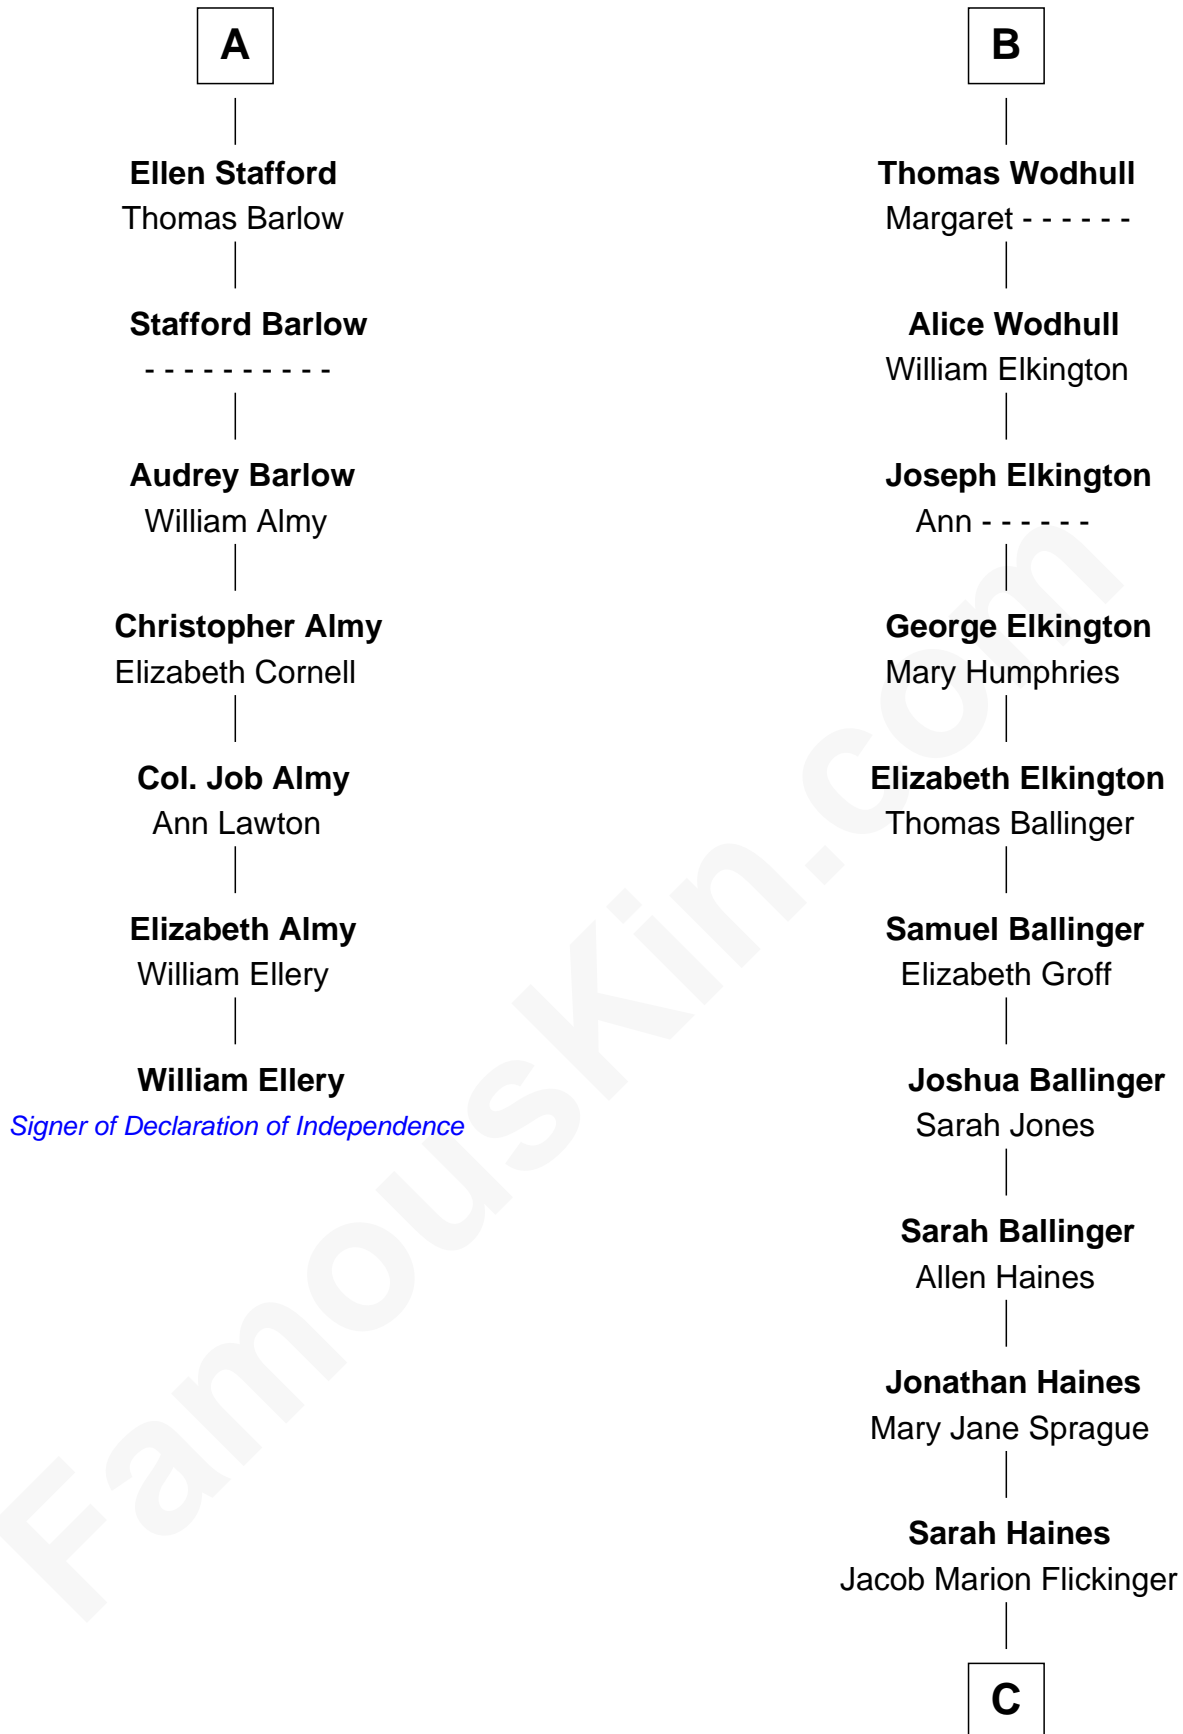 A
Ellen Stafford
Thomas Barlow
Stafford Barlow
- - - - - - - - - -
Audrey Barlow
William Almy
Christopher Almy
Elizabeth Cornell
Col. Job Almy
Ann Lawton
Elizabeth Almy
William Ellery
William Ellery
Signer of Declaration of Independence
B
Thomas Wodhull
Margaret - - - - - -
Alice Wodhull
William Elkington
Joseph Elkington
Ann - - - - - -
George Elkington
Mary Humphries
Elizabeth Elkington
Thomas Ballinger
Samuel Ballinger
Elizabeth Groff
Joshua Ballinger
Sarah Jones
Sarah Ballinger
Allen Haines
Jonathan Haines
Mary Jane Sprague
Sarah Haines
Jacob Marion Flickinger
C
FamousKin.com